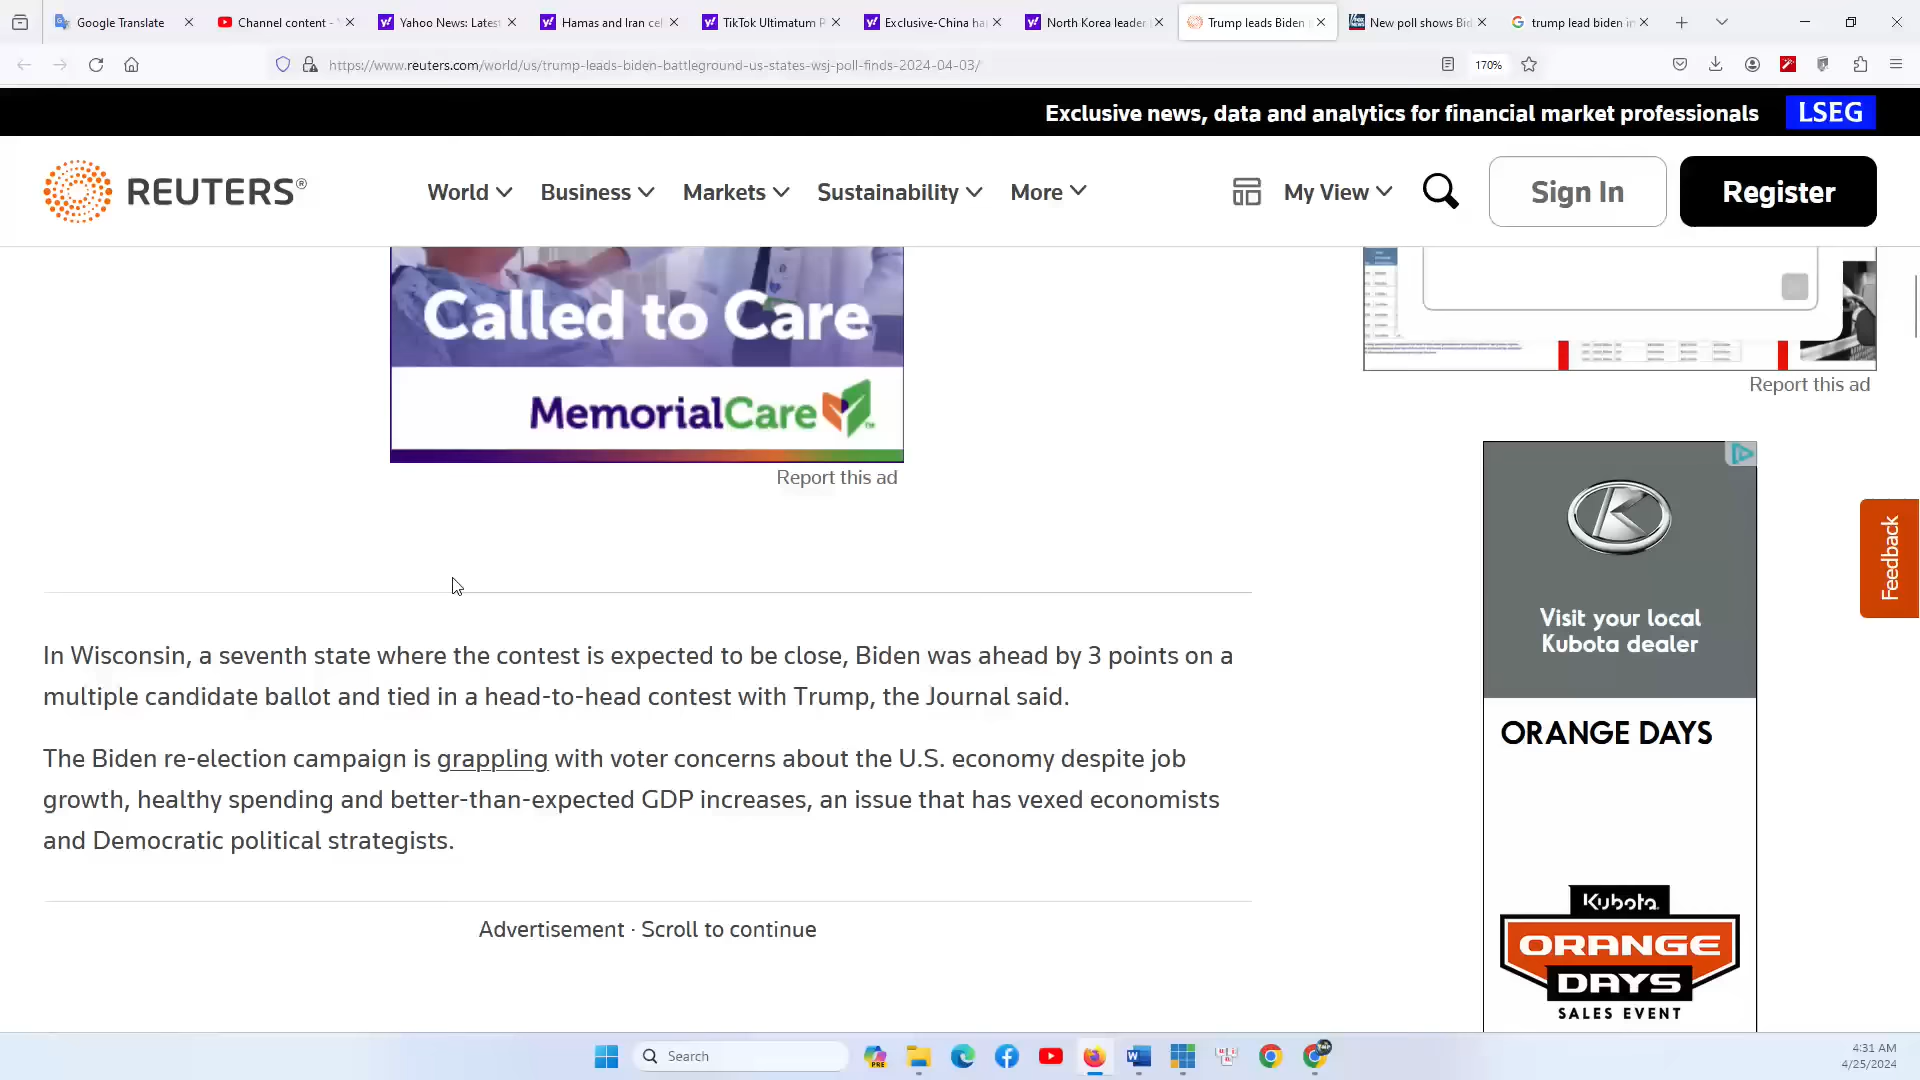 Google Translate
Channel content - Y
Yahoo News: Latest
Hamas and Iran cel
TikTok Ultimatum P
Exclusive-China ha
North Korea leader
Trump leads Biden i
New poll shows Bid
trump lead biden in
https://www.reuters.com/world/us/trump-leads-biden-battleground-us-states-wsj-poll-finds-2024-04-03/
170%
Exclusive news, data and analytics for financial market professionals
LSEG
REUTERS®
World
Business
Markets
Sustainability
More
My View
Sign In
Register
Called to Care
MemorialCare™
Report this ad
Report this ad
In Wisconsin, a seventh state where the contest is expected to be close, Biden was ahead by 3 points on a
multiple candidate ballot and tied in a head-to-head contest with Trump, the Journal said.
The Biden re-election campaign is grappling with voter concerns about the U.S. economy despite job
growth, healthy spending and better-than-expected GDP increases, an issue that has vexed economists
and Democratic political strategists.
Advertisement · Scroll to continue
Visit your local
Kubota dealer
ORANGE DAYS
Kubota
ORANGE
DAYS
SALES EVENT
Feedback
Search
PRE
4:31 AM
4/25/2024